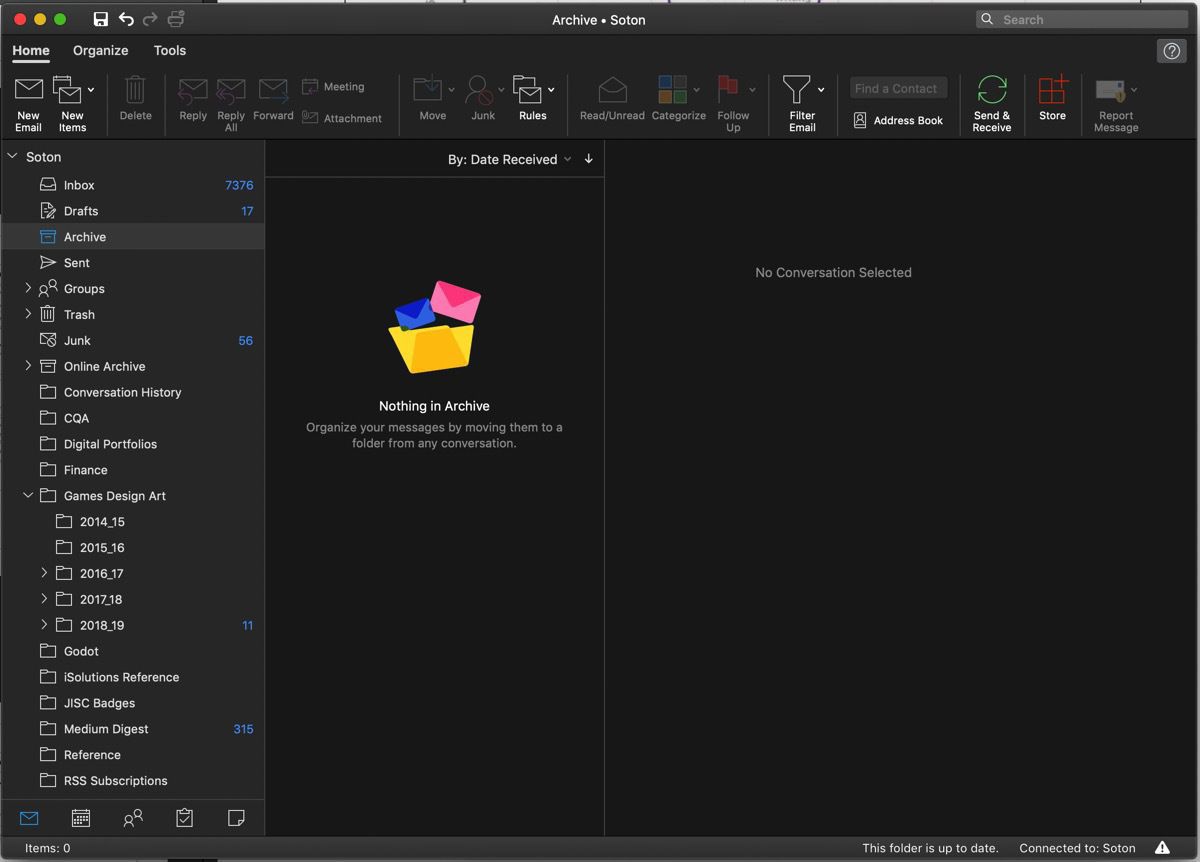 Archive • Soton
Search
Home Organize Tools
New Email
New Items
Delete
Reply
Reply All
Forward
Meeting
Attachment
Move
Junk
Rules
Read/Unread
Categorize
Follow Up
Filter Email
Find a Contact
Address Book
Send & Receive
Store
Report Message
Soton
By: Date Received
Inbox 7376
Drafts 17
Archive
Sent
Groups
Trash
Junk 56
Online Archive
Conversation History
CQA
Digital Portfolios
Finance
Games Design Art
2014_15
2015_16
2016_17
2017_18
2018_19 11
Godot
iSolutions Reference
JISC Badges
Medium Digest 315
Reference
RSS Subscriptions
Nothing in Archive
Organize your messages by moving them to a
folder from any conversation.
No Conversation Selected
Items: 0
This folder is up to date.
Connected to: Soton